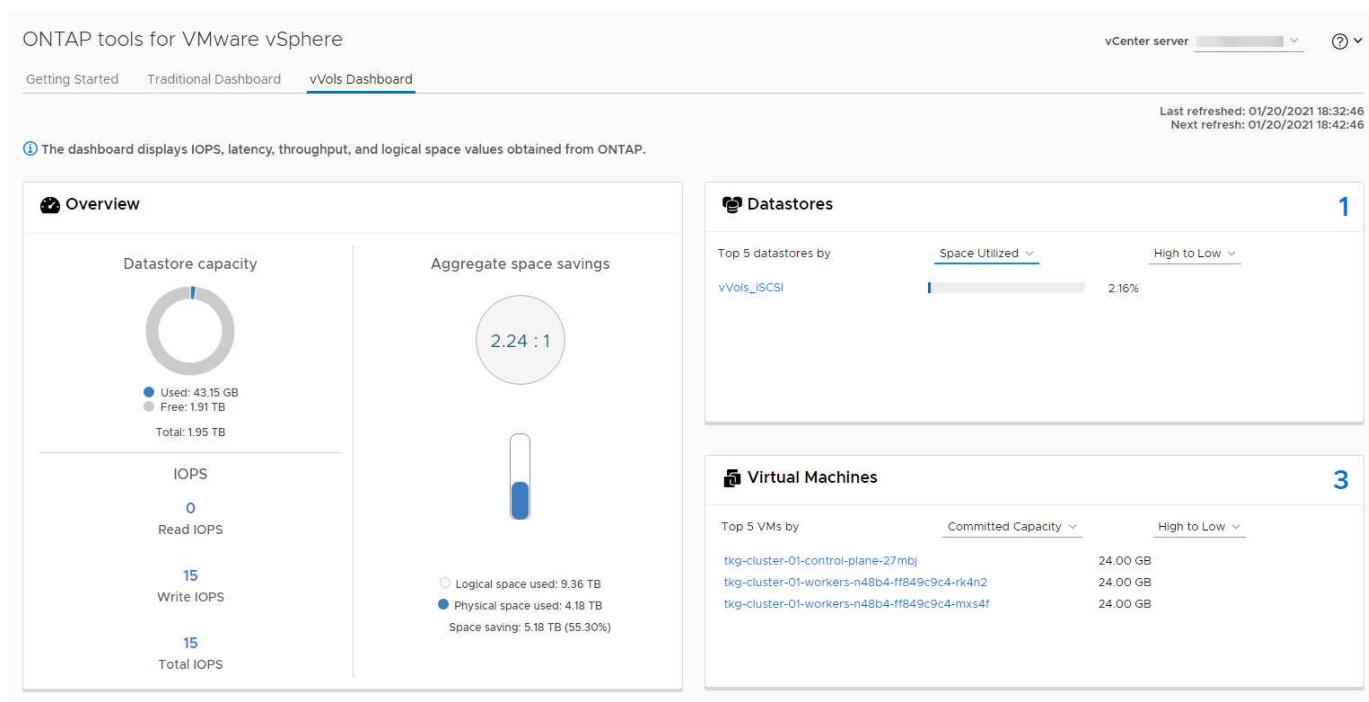 ONTAP tools for VMware vSphere
vCenter server
Getting Started Traditional Dashboard vVols Dashboard
Last refreshed: 01/20/2021 18:32:46
Next refresh: 01/20/2021 18:42:46
The dashboard displays IOPS, latency, throughput, and logical space values obtained from ONTAP.
Overview
Datastore capacity
Used: 43.15 GB
Free: 1.91 TB
Total: 1.95 TB
IOPS
0
Read IOPS
15
Write IOPS
15
Total IOPS
Aggregate space savings
2.24 : 1
Logical space used: 9.36 TB
Physical space used: 4.18 TB
Space saving: 5.18 TB (55.30%)
Datastores 1
Top 5 datastores by Space Utilized High to Low
vVols_iSCSI 2.16%
Virtual Machines 3
Top 5 VMs by Committed Capacity High to Low
tkg-cluster-01-control-plane-27mbj 24.00 GB
tkg-cluster-01-workers-n48b4-ff849c9c4-rk4n2 24.00 GB
tkg-cluster-01-workers-n48b4-ff849c9c4-mxs4f 24.00 GB